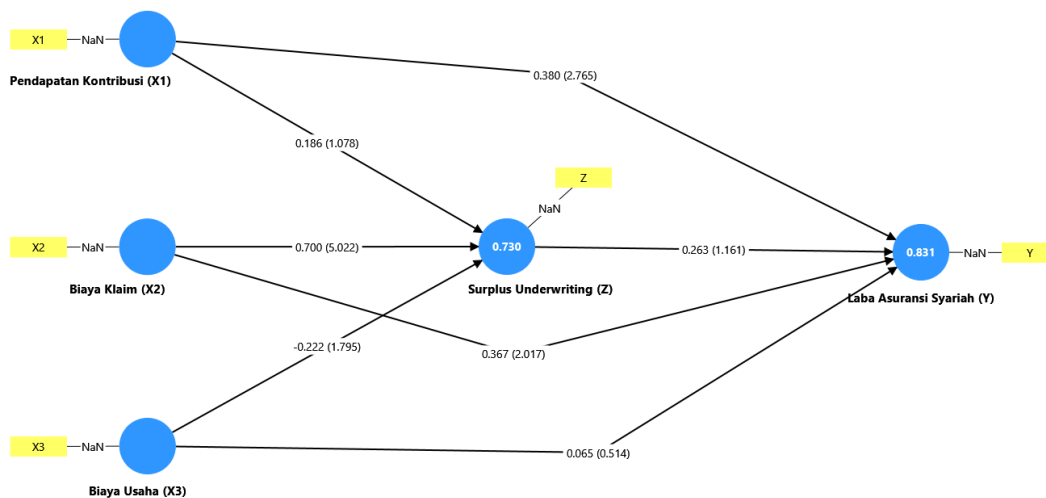 X1
NaN
Pendapatan Kontribusi (X1)
0.380 (2.765)
0.186 (1.078)
Z
NaN
X2
NaN
0.700 (5.022)
0.730
0.263 (1.161)
0.831
NaN
Y
Biaya Klaim (X2)
Surplus Underwriting (Z)
Laba Asuransi Syariah (Y)
-0.222 (1.795)
0.367 (2.017)
X3
NaN
0.065 (0.514)
Biaya Usaha (X3)